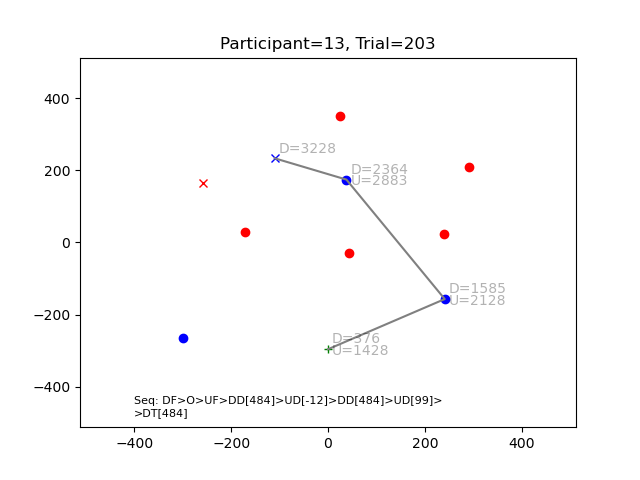 Participant=13, Trial=203
400
200
0
−200
−400
D=3228
D=2364
U=2883
D=1585
U=2128
D=376
U=1428
Seq: DF>O>UF>DD[484]>UD[-12]>DD[484]>UD[99]>
>DT[484]
−400
−200
0
200
400